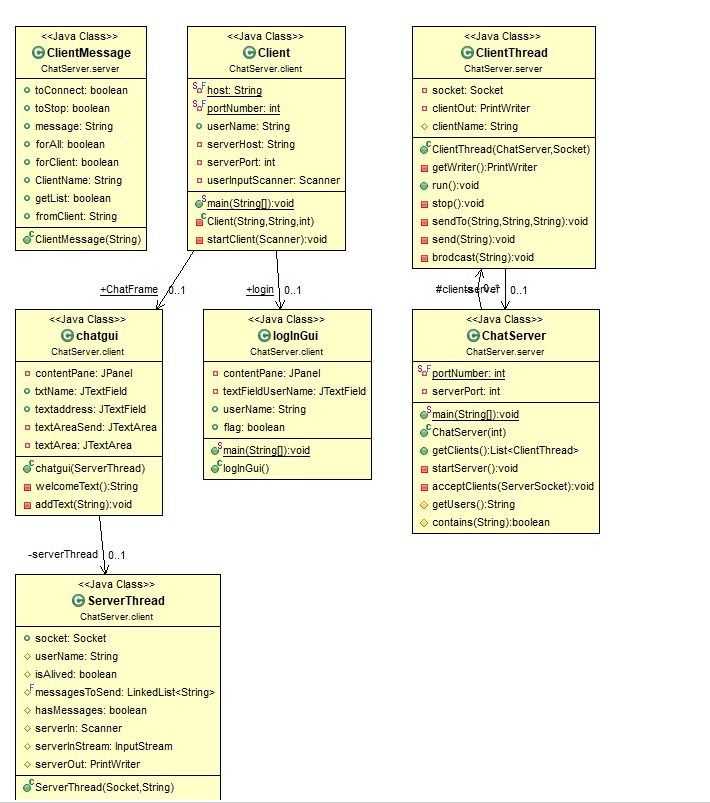 <<Java Class>>
ClientMessage
ChatServer.server
toConnect: boolean
toStop: boolean
message: String
forAll: boolean
forClient: boolean
ClientName: String
getList: boolean
fromClient: String
ClientMessage(String)
<<Java Class>>
Client
ChatServer.client
host: String
portNumber: int
userName: String
serverHost: String
serverPort: int
userInputScanner: Scanner
main(String[]):void
Client(String,String,int)
startClient(Scanner):void
<<Java Class>>
ClientThread
ChatServer.server
socket: Socket
clientOut: PrintWriter
clientName: String
ClientThread(ChatServer,Socket)
getWriter():PrintWriter
run():void
stop():void
sendTo(String,String,String):void
send(String):void
brodcast(String):void
+ChatFrame 0..1
+login 0..1
#clients
-server
0..*
0..1
<<Java Class>>
chatgui
ChatServer.client
contentPane: JPanel
txtName: JTextField
textaddress: JTextField
textAreaSend: JTextArea
textArea: JTextArea
chatgui(ServerThread)
welcomeText():String
addText(String):void
<<Java Class>>
logInGui
ChatServer.client
contentPane: JPanel
textFieldUserName: JTextField
userName: String
flag: boolean
main(String[]):void
logInGui()
<<Java Class>>
ChatServer
ChatServer.server
portNumber: int
serverPort: int
main(String[]):void
ChatServer(int)
getClients():List<ClientThread>
startServer():void
acceptClients(ServerSocket):void
getUsers():String
contains(String):boolean
-serverThread 0..1
<<Java Class>>
ServerThread
ChatServer.client
socket: Socket
userName: String
isAlived: boolean
messagesToSend: LinkedList<String>
hasMessages: boolean
serverIn: Scanner
serverInStream: InputStream
serverOut: PrintWriter
ServerThread(Socket,String)